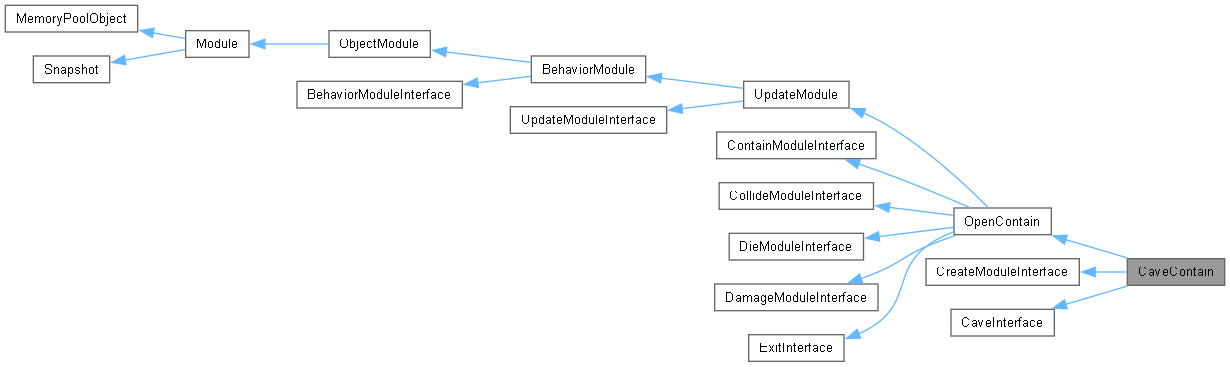 MemoryPoolObject
Module
ObjectModule
Snapshot
BehaviorModule
BehaviorModuleInterface
UpdateModule
UpdateModuleInterface
ContainModuleInterface
CollideModuleInterface
OpenContain
DieModuleInterface
CreateModuleInterface
CaveContain
DamageModuleInterface
CaveInterface
ExitInterface